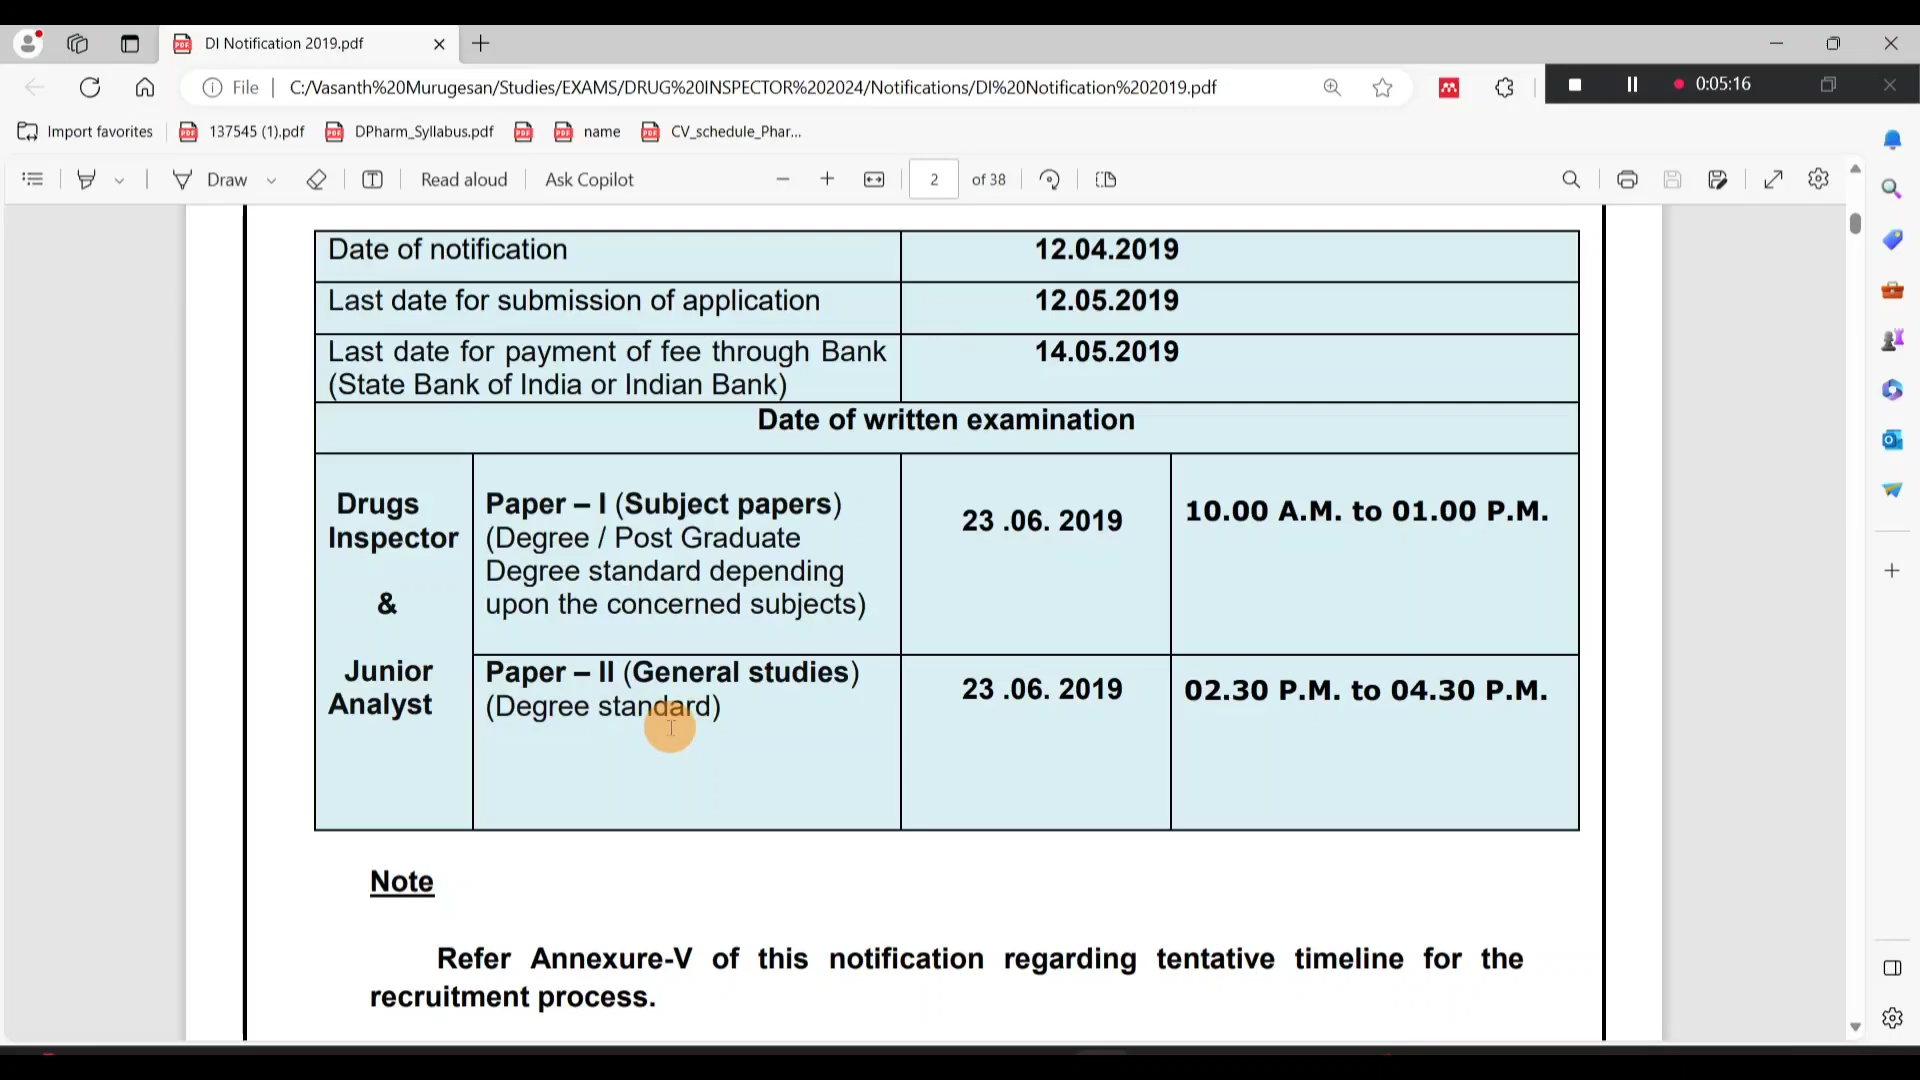 DI Notification 2019.pdf
File
C:/Vasanth%20Murugesan/Studies/EXAMS/DRUG%20INSPECTOR%202024/Notifications/DI%20Notification%202019.pdf
0:05:16
Import favorites
137545 (1).pdf
DPharm_Syllabus.pdf
name
CV_schedule_Phar...
Draw
Read aloud
Ask Copilot
2
of 38
Date of notification
12.04.2019
Last date for submission of application
12.05.2019
Last date for payment of fee through Bank
(State Bank of India or Indian Bank)
14.05.2019
Date of written examination
Drugs
Inspector
&
Junior
Analyst
Paper – I (Subject papers)
(Degree / Post Graduate
Degree standard depending
upon the concerned subjects)
23 .06. 2019
10.00 A.M. to 01.00 P.M.
Paper – II (General studies)
(Degree standard)
23 .06. 2019
02.30 P.M. to 04.30 P.M.
Note
Refer Annexure-V of this notification regarding tentative timeline for the
recruitment process.